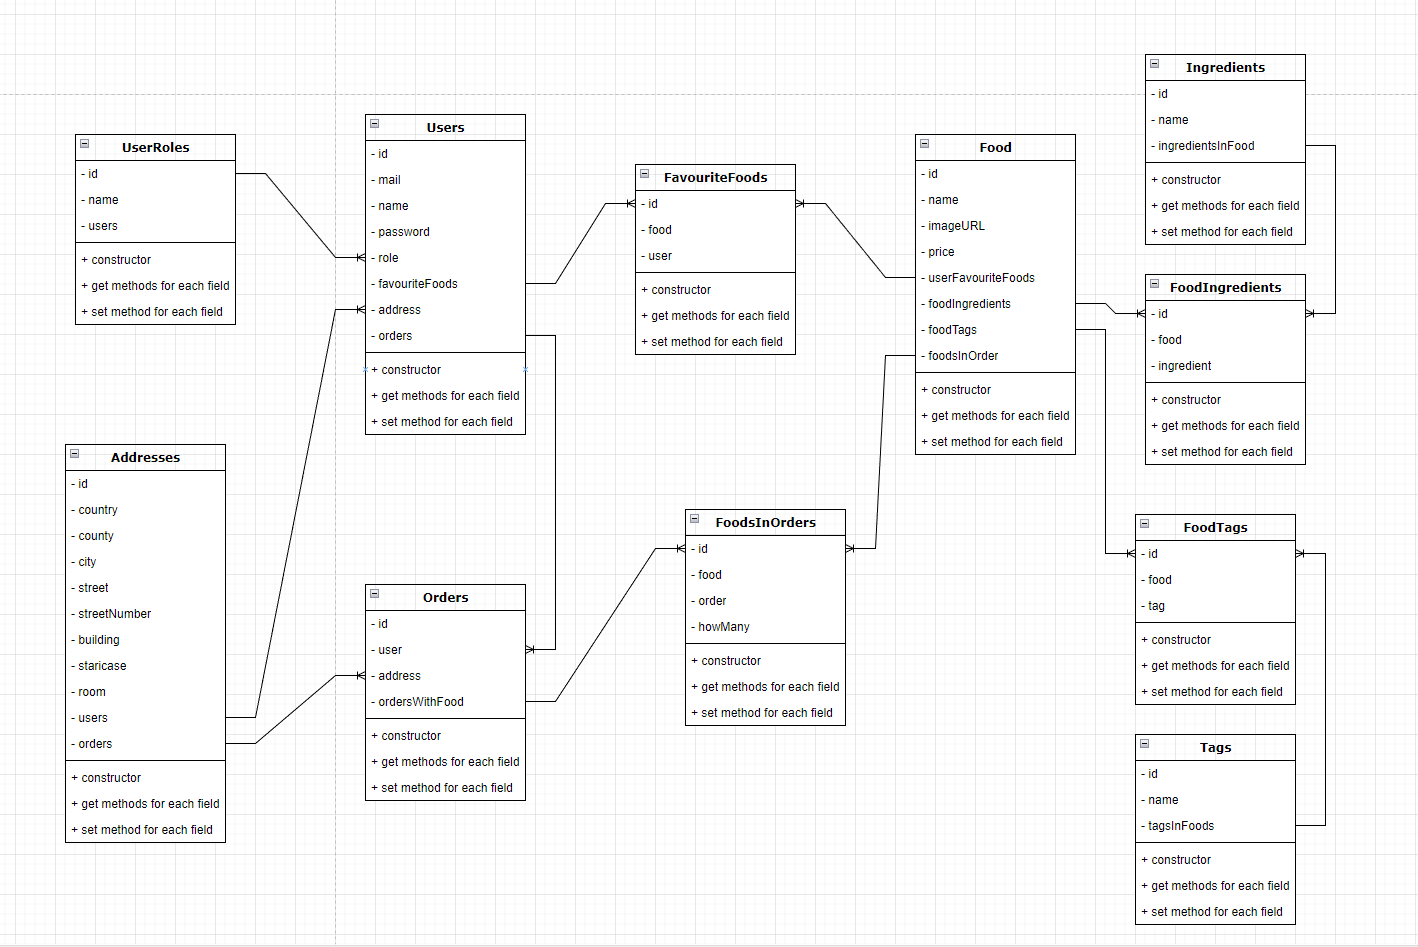 UserRoles
- id
- name
- users
+ constructor
+ get methods for each field
+ set method for each field
Users
- id
- mail
- name
- password
- role
- favouriteFoods
- address
- orders
+ constructor
+ get methods for each field
+ set method for each field
FavouriteFoods
- id
- food
- user
+ constructor
+ get methods for each field
+ set method for each field
Food
- id
- name
- imageURL
- price
- userFavouriteFoods
- foodIngredients
- foodTags
- foodsInOrder
+ constructor
+ get methods for each field
+ set method for each field
Ingredients
- id
- name
- ingredientsInFood
+ constructor
+ get methods for each field
+ set method for each field
FoodIngredients
- id
- food
- ingredient
+ constructor
+ get methods for each field
+ set method for each field
Addresses
- id
- country
- county
- city
- street
- streetNumber
- building
- staricase
- room
- users
- orders
+ constructor
+ get methods for each field
+ set method for each field
Orders
- id
- user
- address
- ordersWithFood
+ constructor
+ get methods for each field
+ set method for each field
FoodsInOrders
- id
- food
- order
- howMany
+ constructor
+ get methods for each field
+ set method for each field
FoodTags
- id
- food
- tag
+ constructor
+ get methods for each field
+ set method for each field
Tags
- id
- name
- tagsInFoods
+ constructor
+ get methods for each field
+ set method for each field